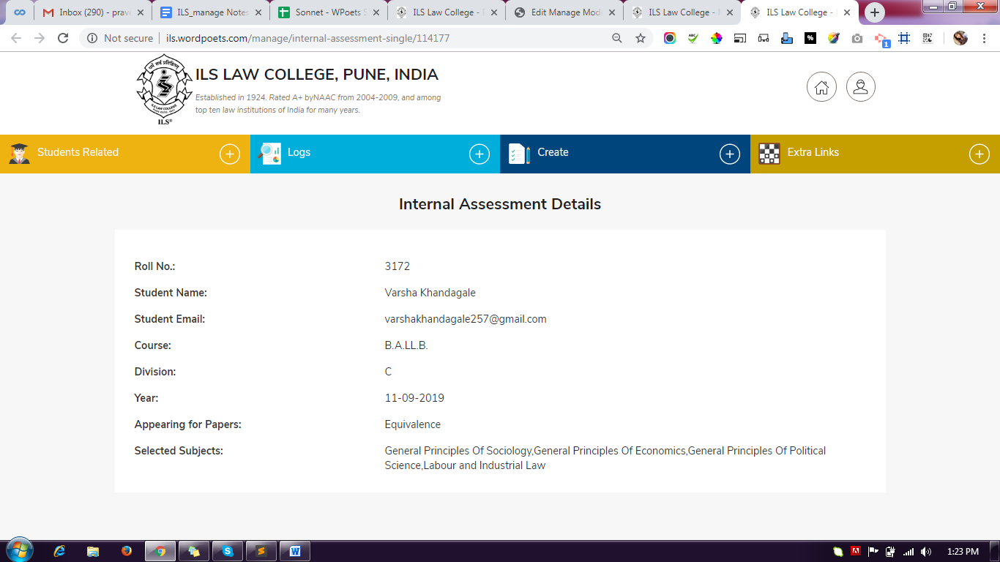 Inbox (290) - prav
ILS_manage Notes
Sonnet - WPoets S
ILS Law College -
Edit Manage Mod
ILS Law College -
ILS Law College -
Not secure ils.wordpoets.com/manage/internal-assessment-single/114177
ABC
%
1
ILS LAW COLLEGE, PUNE, INDIA
Established in 1924. Rated A+ byNAAC from 2004-2009, and among
top ten law institutions of India for many years.
ILS LAW COLLEGE
ILS®
Students Related
Logs
Create
Extra Links
Internal Assessment Details
Roll No.: 3172
Student Name: Varsha Khandagale
Student Email: varshakhandagale257@gmail.com
Course: B.A.LL.B.
Division: C
Year: 11-09-2019
Appearing for Papers: Equivalence
Selected Subjects: General Principles Of Sociology,General Principles Of Economics,General Principles Of Political
Science,Labour and Industrial Law
1:23 PM